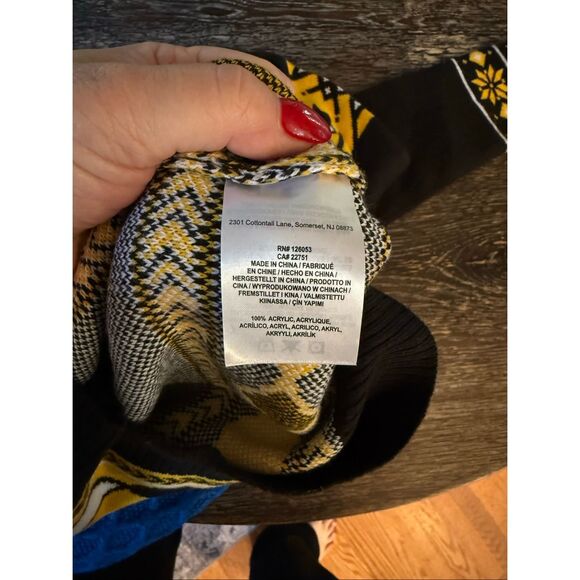 2301 Cottontail Lane, Somerset, NJ 08873
RN# 126053
CA# 22751
MADE IN CHINA / FABRIQUÉ
EN CHINE / HECHO EN CHINA /
HERGESTELLT IN CHINA / PRODOTTO IN
CINA / WYPRODUKOWANO W CHINACH /
FREMSTILLET I KINA / VALMISTETTU
KIINASSA / ÇİN YAPIMI
100% ACRYLIC, ACRYLIQUE,
ACRÍLICO, ACRYL, ACRILICO, AKRYL,
AKRYYLI, AKRİLİK